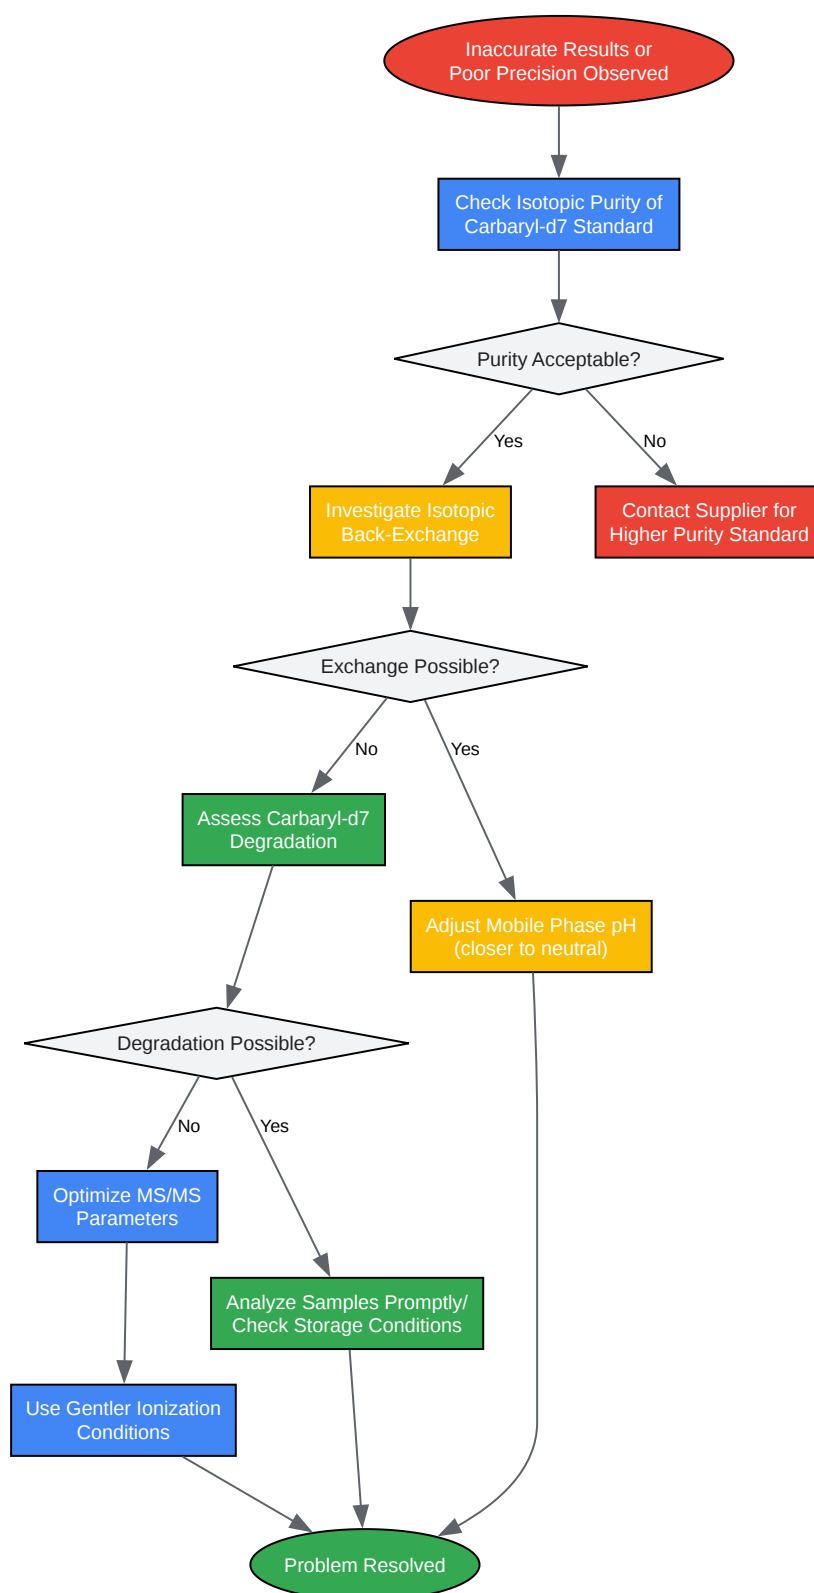 Inaccurate Results or
Poor Precision Observed
Check Isotopic Purity of
Carbaryl-d7 Standard
Purity Acceptable?
Yes
No
Investigate Isotopic
Back-Exchange
Contact Supplier for
Higher Purity Standard
Exchange Possible?
No
Yes
Assess Carbaryl-d7
Degradation
Adjust Mobile Phase pH
(closer to neutral)
Degradation Possible?
No
Yes
Optimize MS/MS
Parameters
Analyze Samples Promptly/
Check Storage Conditions
Use Gentler Ionization
Conditions
Problem Resolved